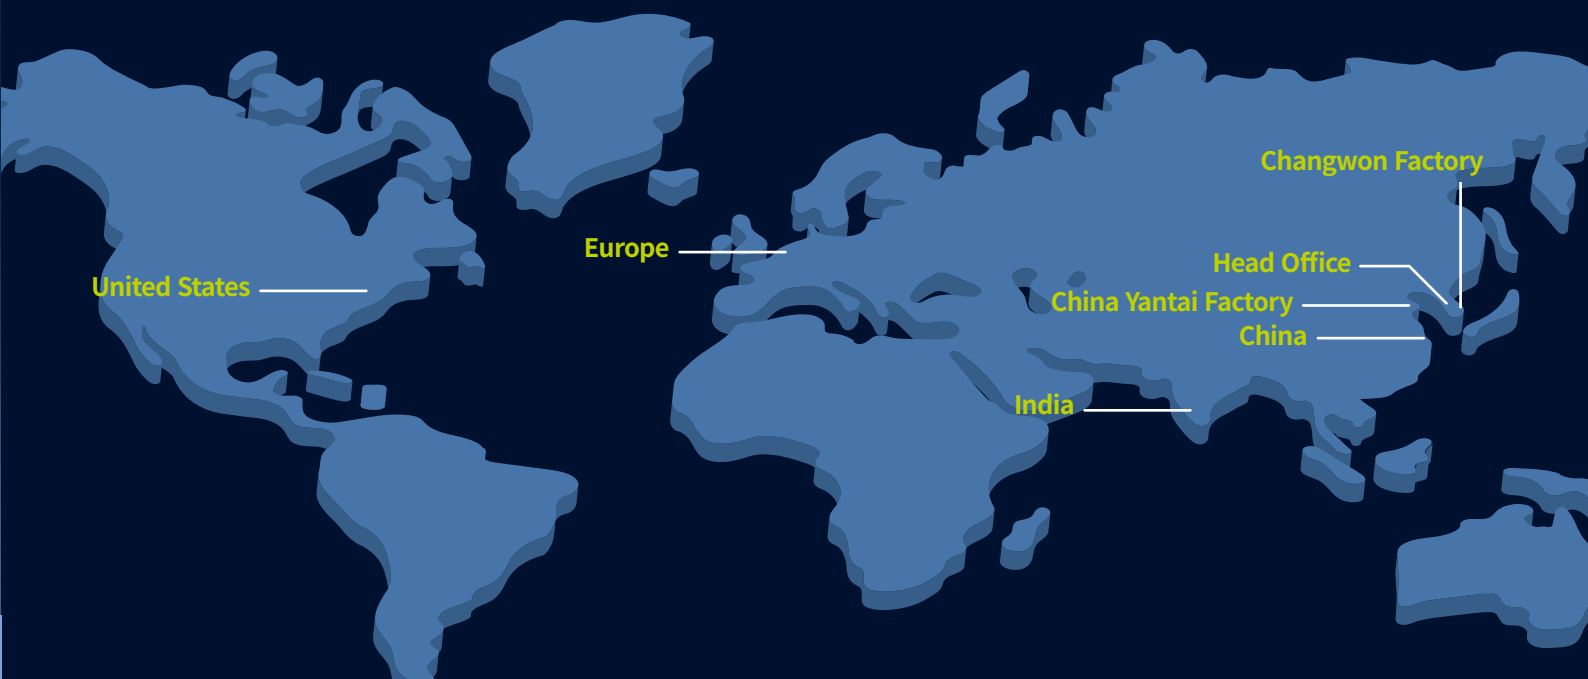 Changwon Factory
Europe
Head Office
United States
China Yantai Factory
China
India